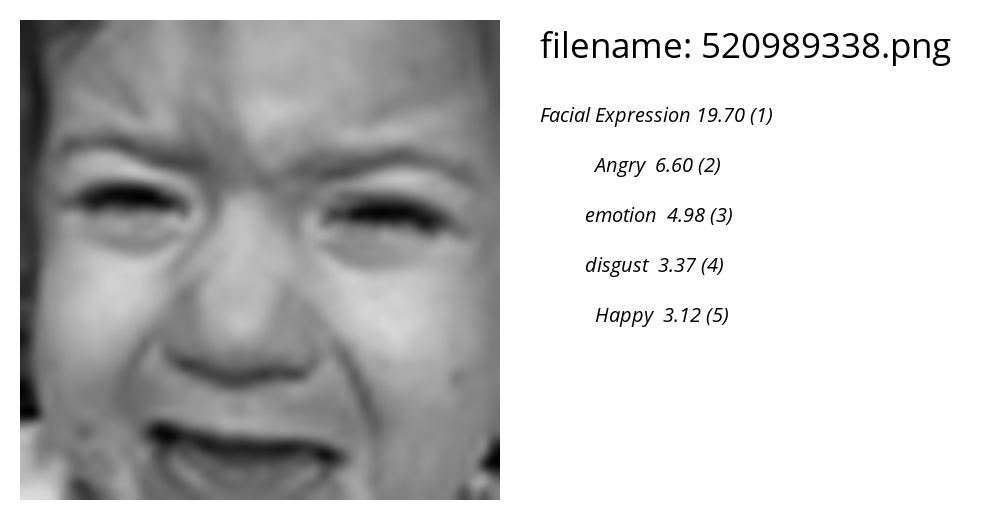 filename: 520989338.png
Facial Expression 19.70 (1)
Angry 6.60 (2)
emotion 4.98 (3)
disgust 3.37 (4)
Happy 3.12 (5)